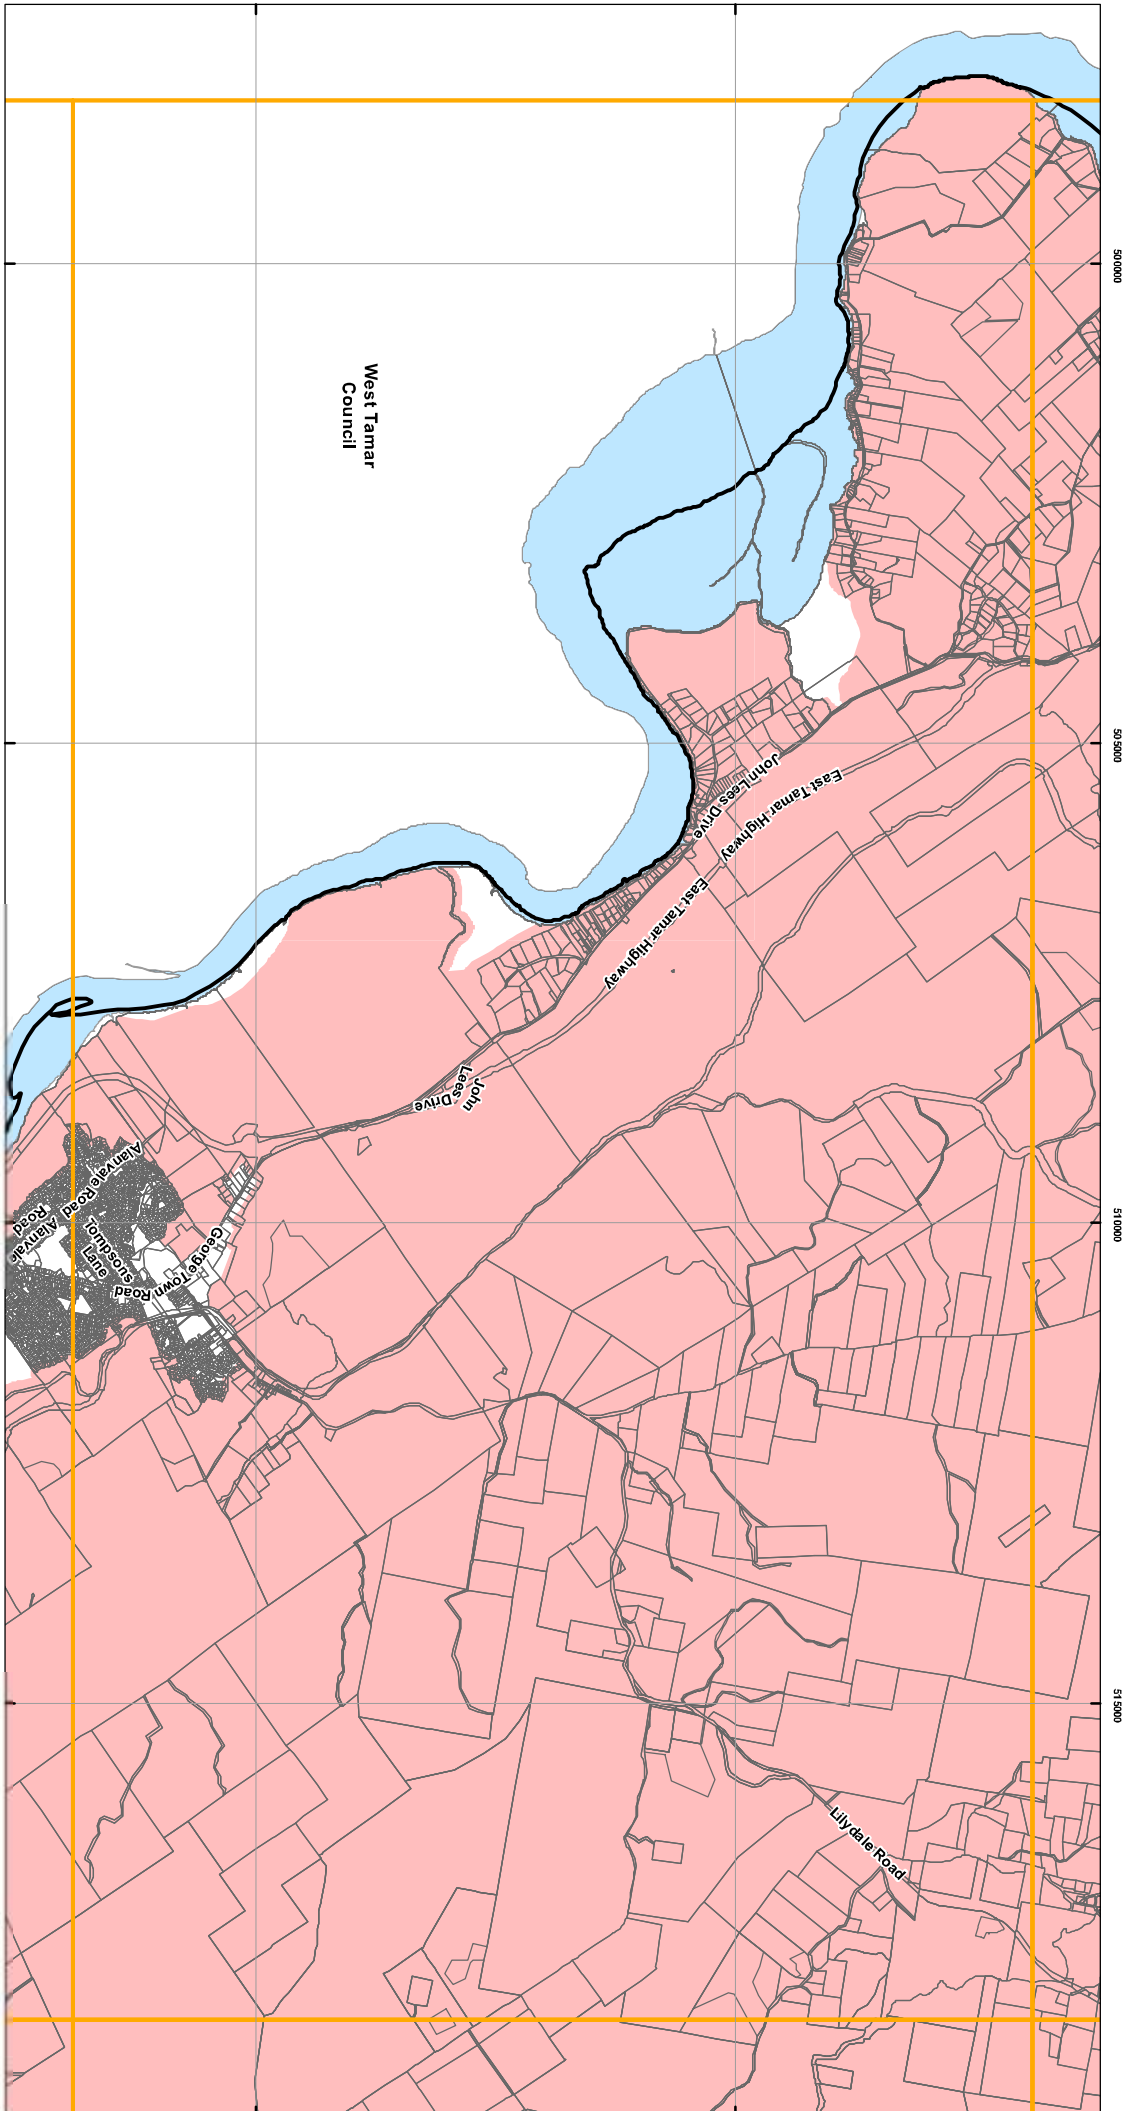 500000
West Tamar
Council
505000
John Lees Drive
East Tamar Highway
East Tamar Highway
John
Lees Drive
Alanvale Road
Alanvale
Road
Tompsons
Lane
George Town Road
510000
515000
Lilydale Road